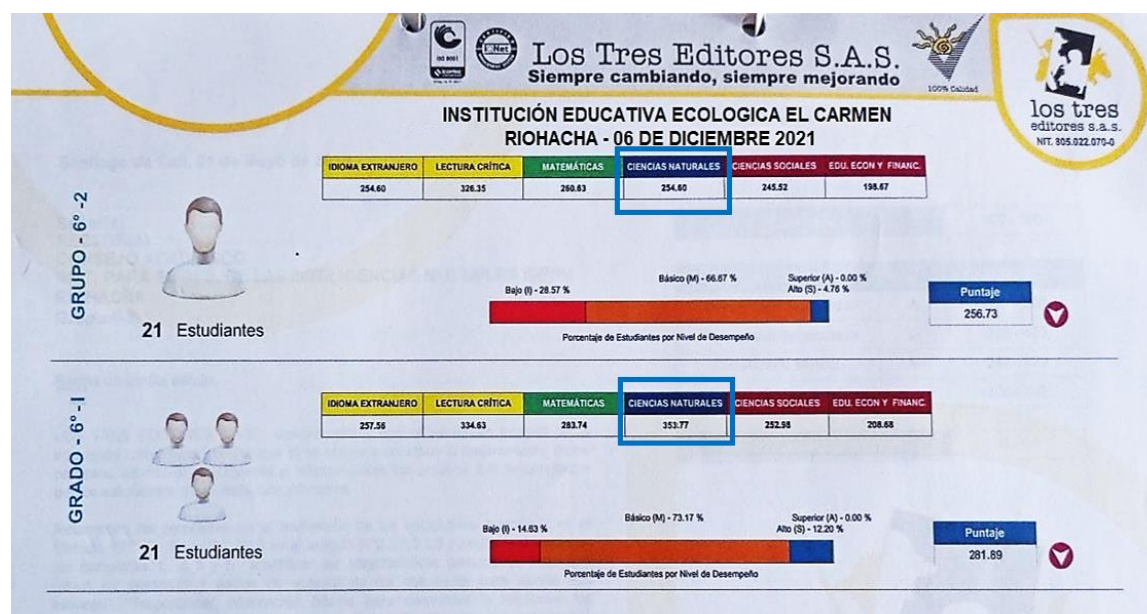 ISO 9001
IQNet
Los Tres Editores S.A.S.
Siempre cambiando, siempre mejorando
100% Calidad
los tres
editores s.a.s.
NIT. 805.022.070-0
INSTITUCIÓN EDUCATIVA ECOLOGICA EL CARMEN
RIOHACHA - 06 DE DICIEMBRE 2021
GRUPO - 6° -2
IDIOMA EXTRANJERO LECTURA CRÍTICA MATEMÁTICAS CIENCIAS NATURALES CIENCIAS SOCIALES EDU. ECON Y FINANC.
254.60 326.35 260.63 254.60 245.52 198.67
Bajo (I) - 28.57 % Básico (M) - 66.67 % Superior (A) - 0.00 %
Alto (S) - 4.76 %
Porcentaje de Estudiantes por Nivel de Desempeño
Puntaje
256.73
21 Estudiantes
GRADO - 6° - I
IDIOMA EXTRANJERO LECTURA CRÍTICA MATEMÁTICAS CIENCIAS NATURALES CIENCIAS SOCIALES EDU. ECON Y FINANC.
257.56 334.63 283.74 353.77 252.98 208.68
Bajo (I) - 14.63 % Básico (M) - 73.17 % Superior (A) - 0.00 %
Alto (S) - 12.20 %
Porcentaje de Estudiantes por Nivel de Desempeño
Puntaje
281.89
21 Estudiantes